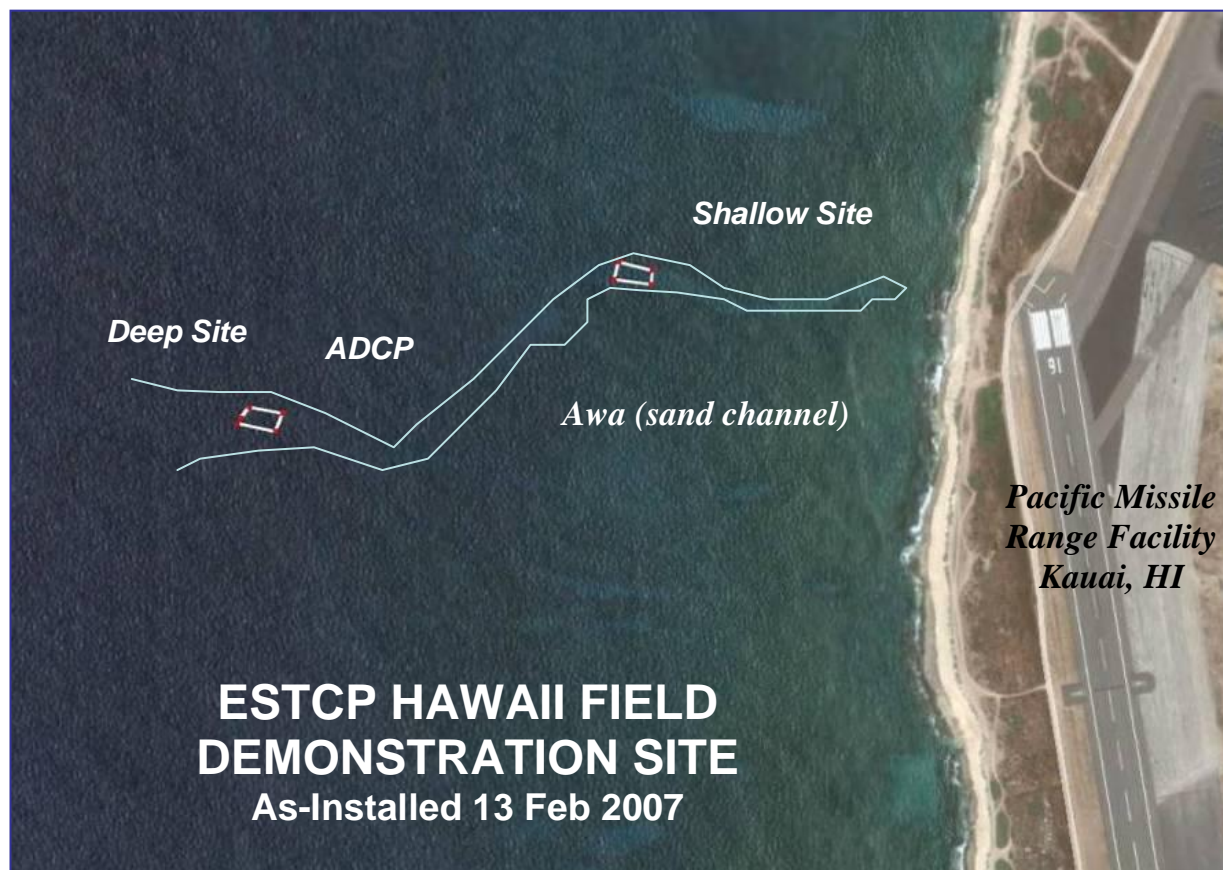 Shallow Site
Deep Site
ADCP
Awa (sand channel)
16
Pacific Missile
Range Facility
Kauai, HI
ESTCP HAWAII FIELD
DEMONSTRATION SITE
As-Installed 13 Feb 2007